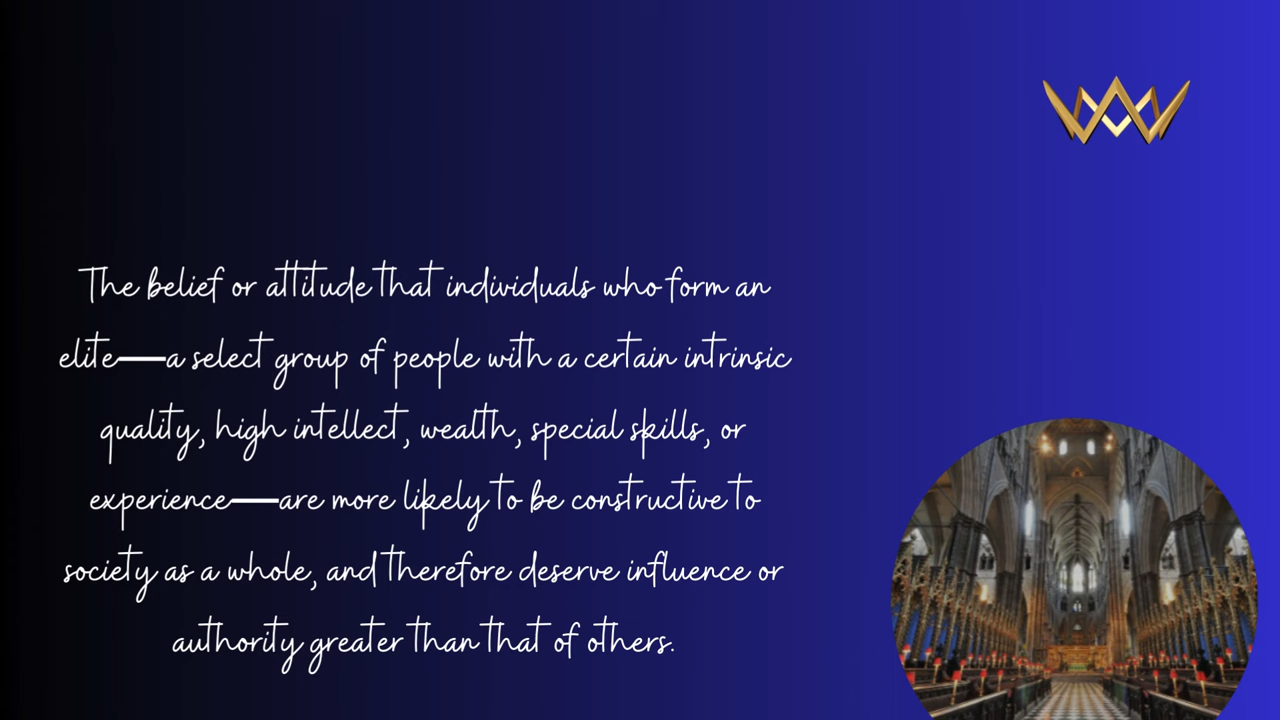 The belief or attitude that individuals who form an
elite—a select group of people with a certain intrinsic
quality, high intellect, wealth, special skills, or
experience—are more likely to be constructive to
society as a whole, and therefore deserve influence or
authority greater than that of others.